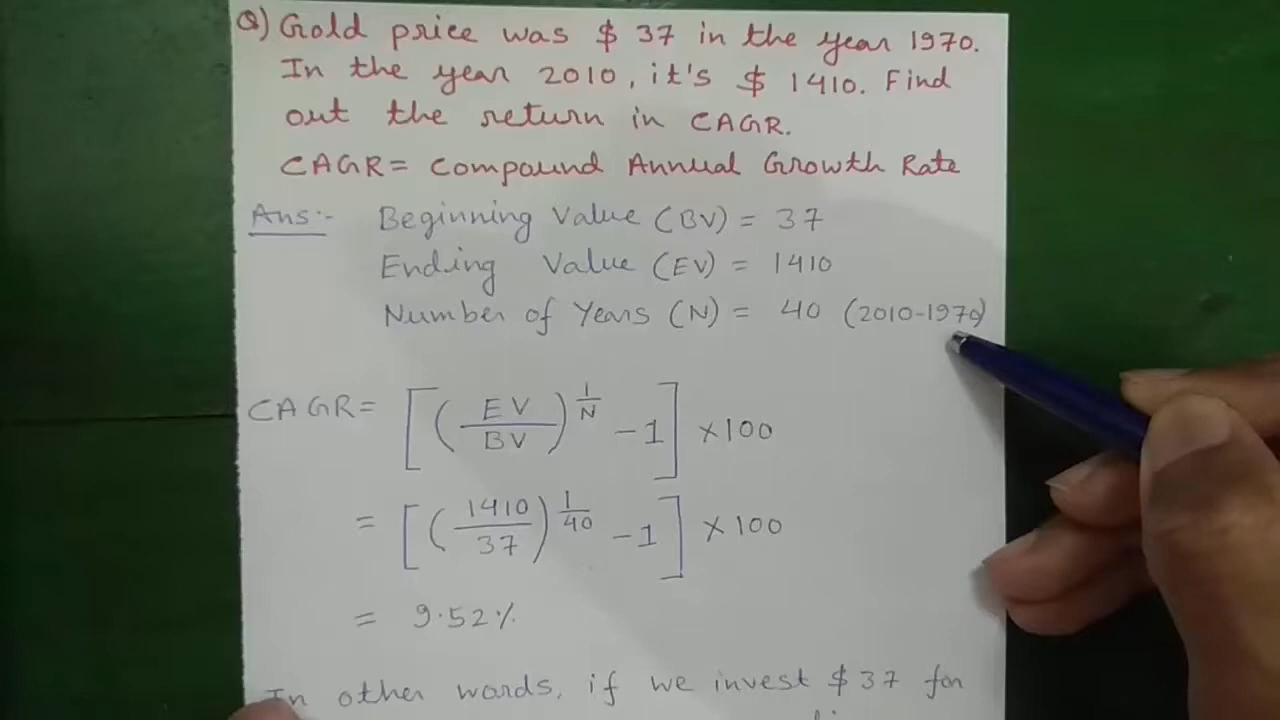 Q) Gold price was $ 37 in the year 1970.
In the year 2010, it's $ 1410. Find
out the return in CAGR.
CAGR = Compound Annual Growth Rate
Ans:- Beginning Value (BV) = 37
Ending Value (EV) = 1410
Number of Years (N) = 40 (2010-1970)
CAGR = [(EV/BV)^1/N - 1] × 100
= [(1410/37)^1/40 - 1] × 100
= 9.52%
In other words, if we invest $ 37 for